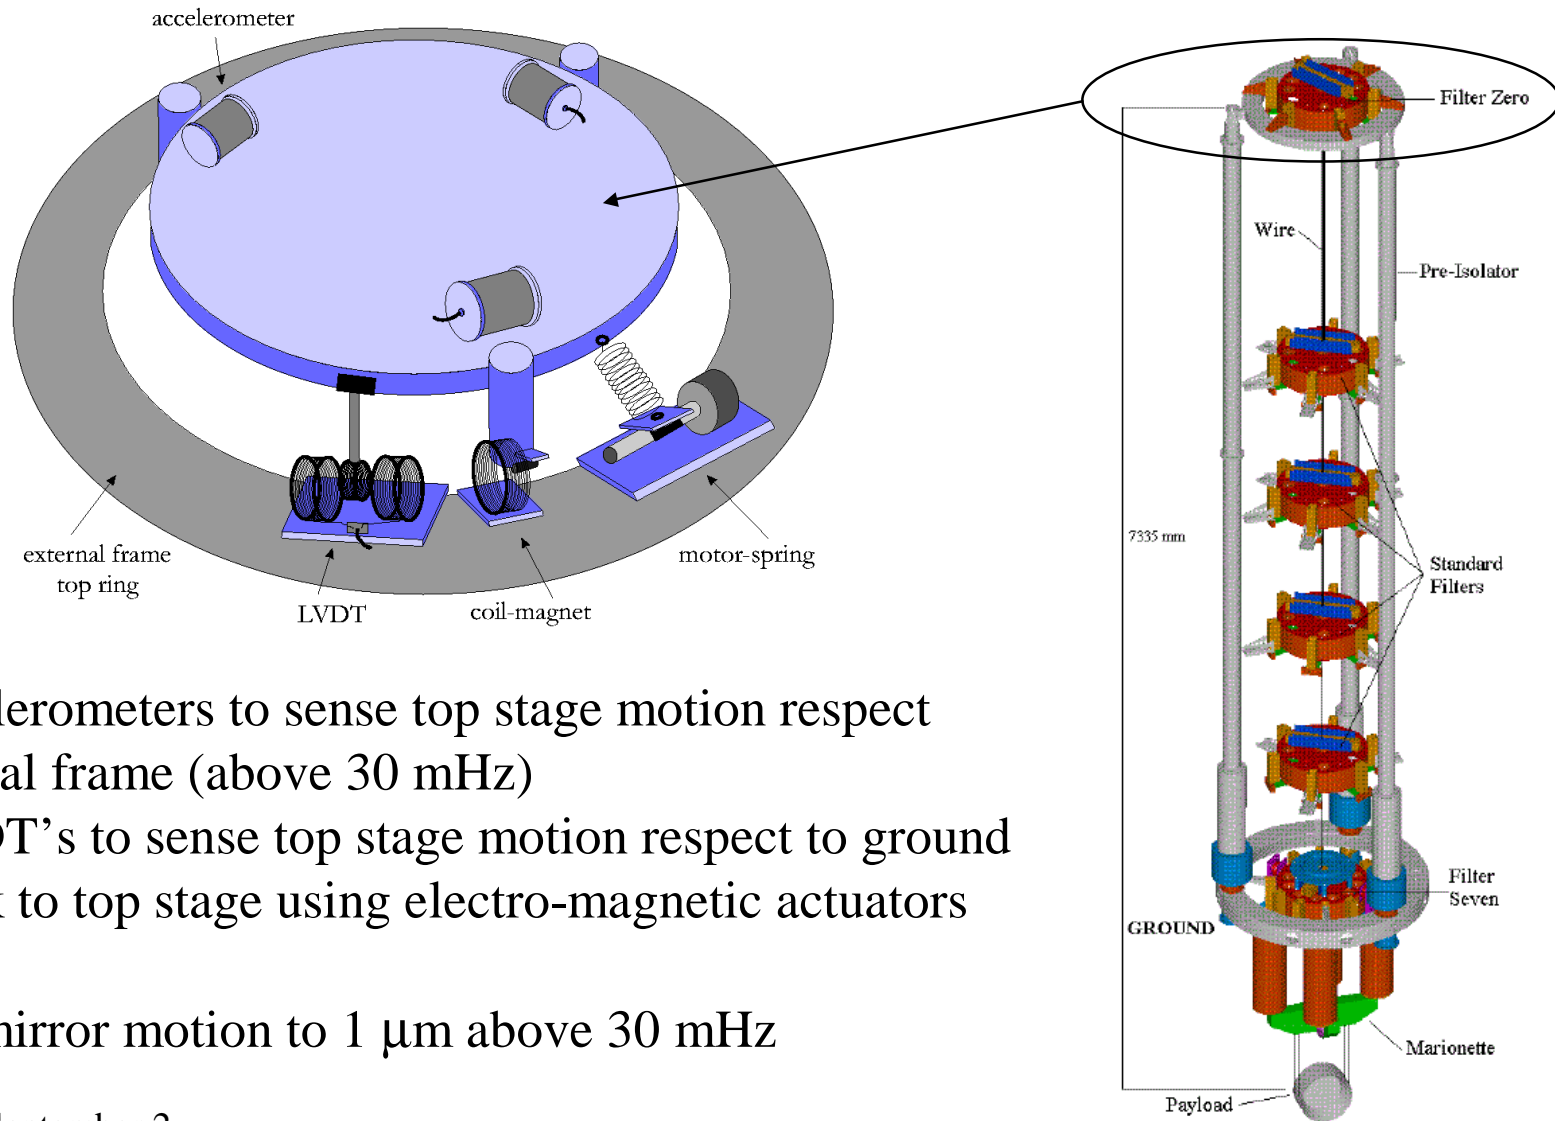 accelerometer
external frame
top ring
LVDT
coil-magnet
motor-spring
Filter Zero
Wire
Pre-Isolator
7335 mm
Standard
Filters
Filter
Seven
GROUND
Marionette
Payload
lerometers to sense top stage motion respect
al frame (above 30 mHz)
T’s to sense top stage motion respect to ground
to top stage using electro-magnetic actuators
mirror motion to 1 μm above 30 mHz